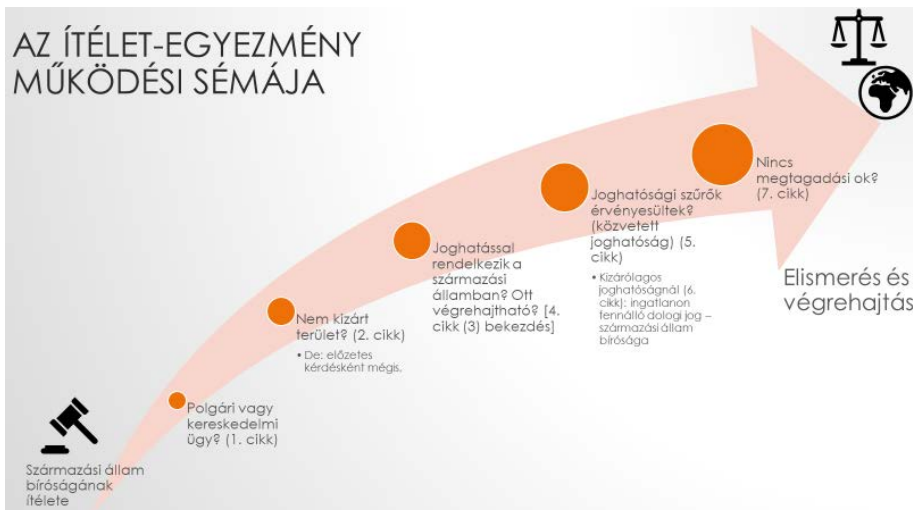 AZ ÍTÉLET-EGYEZMÉNY
MŰKÖDÉSI SÉMÁJA
Származási állam
bíróságának
ítélete
Polgári vagy
kereskedelmi
ügy? (1. cikk)
Nem kizárt
terület? (2. cikk)
• De: előzetes
kérdésként mégis.
Joghatással
rendelkezik a
származási
államban? Ott
végrehajtható? [4.
cikk (3) bekezdés]
Joghatósági szűrők
érvényesültek?
(közvetett
joghatóság) (5.
cikk)
• Kizárólagos
joghatóságnál (6.
cikk): ingatlanon
fennálló dologi jog –
származási állam
bírósága
Nincs
megtagadási ok?
(7. cikk)
Elismerés és
végrehajtás